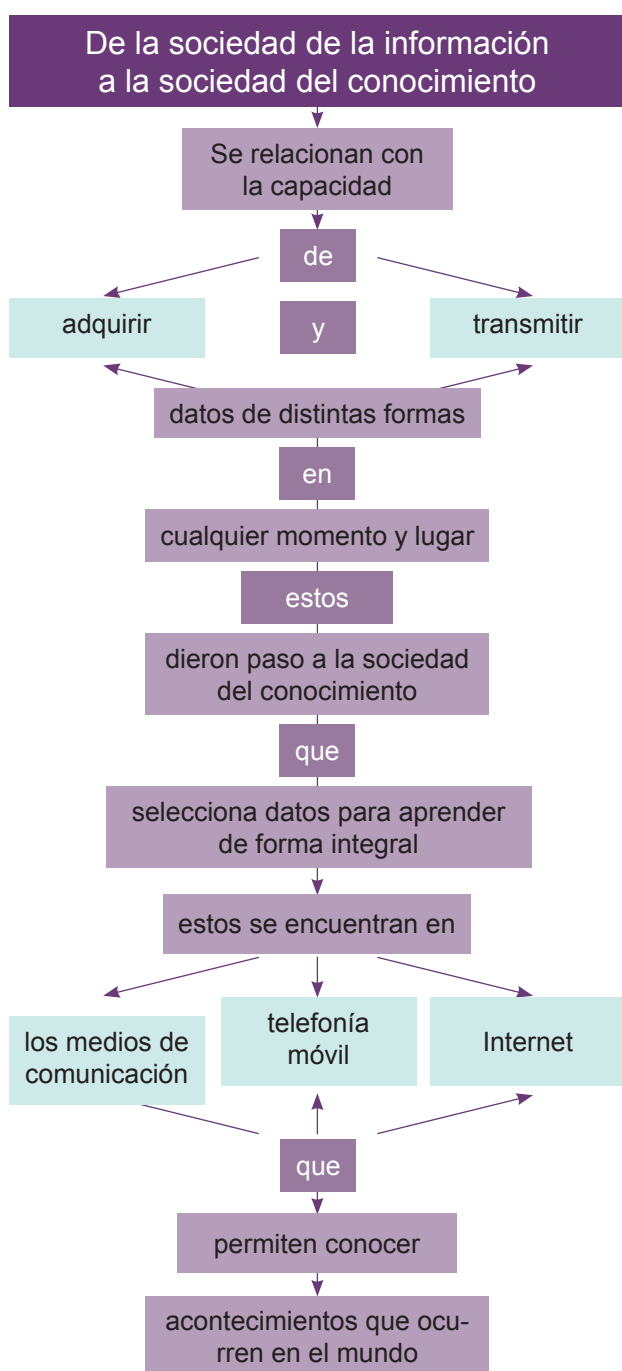 De la sociedad de la información
a la sociedad del conocimiento
Se relacionan con
la capacidad
de
adquirir
y
transmitir
datos de distintas formas
en
cualquier momento y lugar
estos
dieron paso a la sociedad
del conocimiento
que
selecciona datos para aprender
de forma integral
estos se encuentran en
los medios de
comunicación
telefonía
móvil
Internet
que
permiten conocer
acontecimientos que ocu-
rren en el mundo